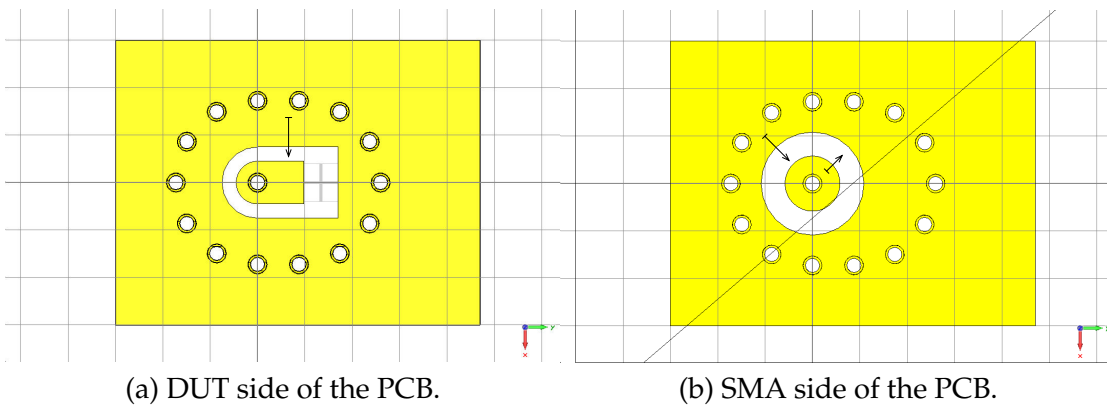 y
x
y
x
(a) DUT side of the PCB.
(b) SMA side of the PCB.